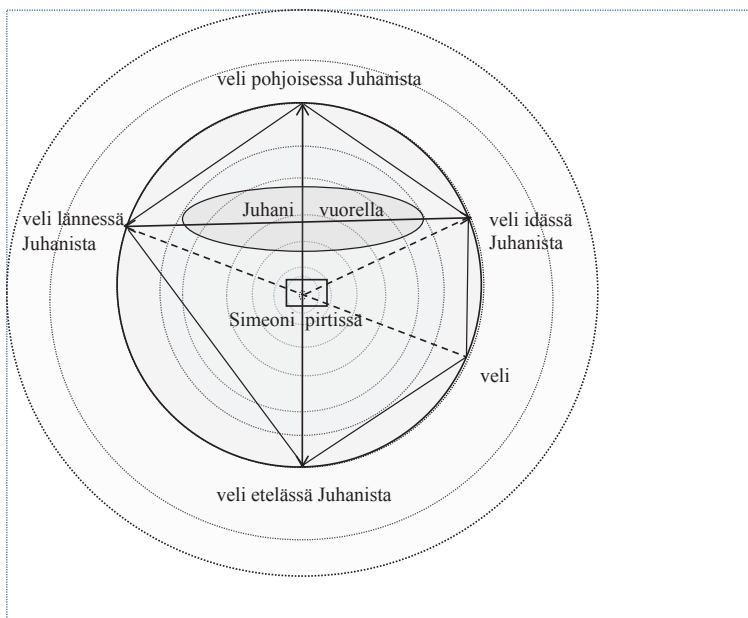 veli pohjoisessa Juhanista
Juhani vuorella
veli lännessä
Juhanista
veli idässä
Juhanista
Simeoni pirtissä
veli
veli etelässä Juhanista